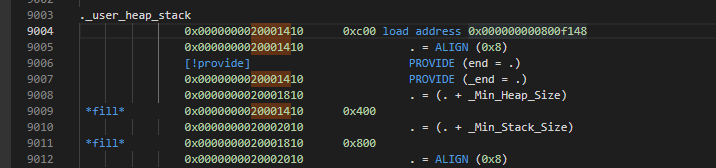 9002
9003 ._user_heap_stack
9004 0x0000000020001410 0xc00 load address 0x000000000800f148
9005 0x0000000020001410 . = ALIGN (0x8)
9006 [!provide] PROVIDE (end = .)
9007 0x0000000020001410 PROVIDE (_end = .)
9008 0x0000000020001810 . = (. + _Min_Heap_Size)
9009 *fill* 0x0000000020001410 0x400
9010 0x0000000020002010 . = (. + _Min_Stack_Size)
9011 *fill* 0x0000000020001810 0x800
9012 0x0000000020002010 . = ALIGN (0x8)